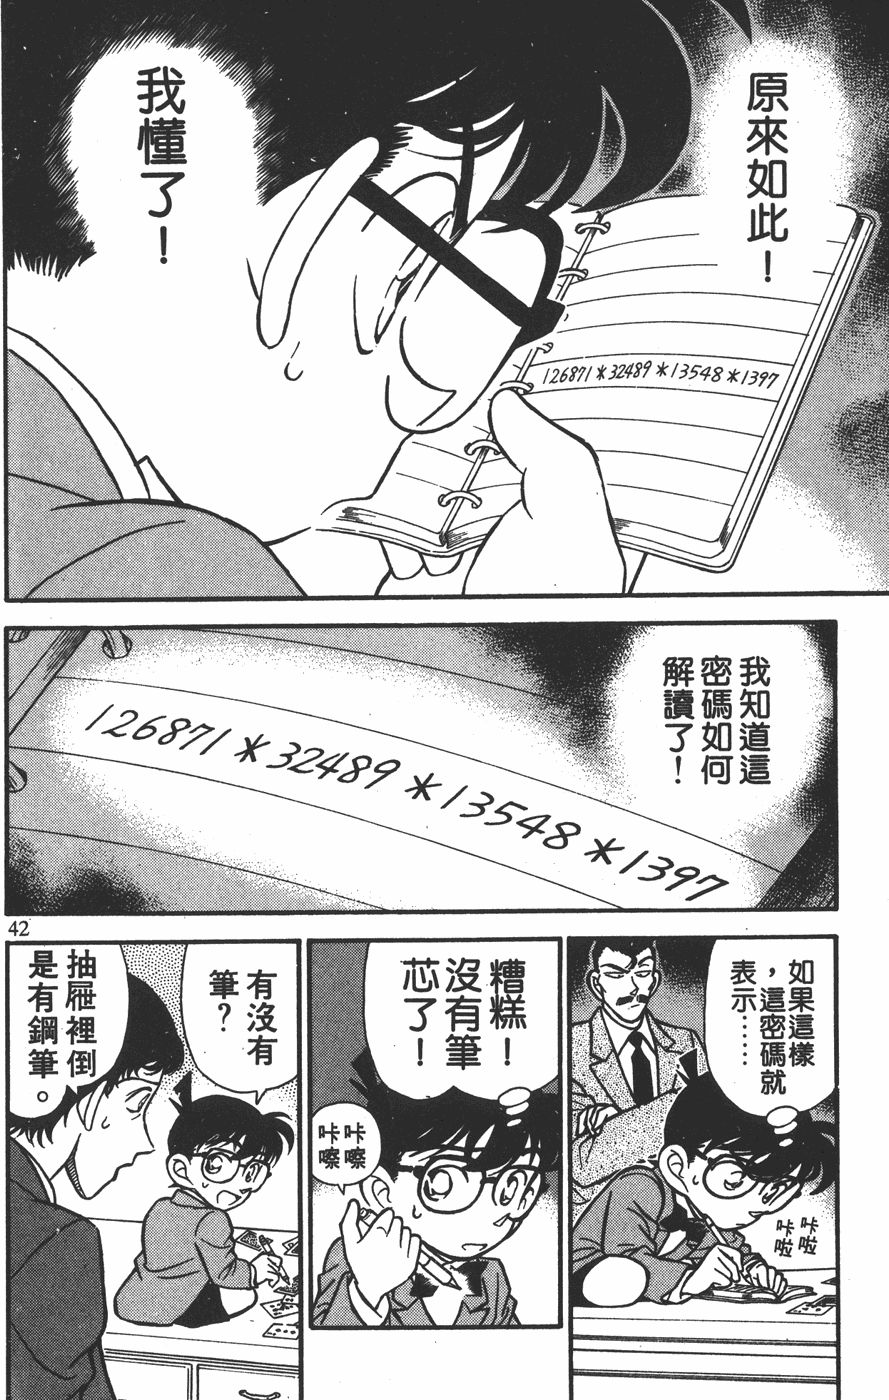 原來如此！
我懂了！
126871＊32489＊13548＊1397
我知道這
密碼如何
解讀了！
126871＊32489＊13548＊1397
42
如果這樣
，這密碼就
表示……
咔啦
咔啦
糟糕！
沒有筆
芯了！
咔嚓
咔嚓
有沒有
筆？
抽屜裡倒
是有鋼筆。